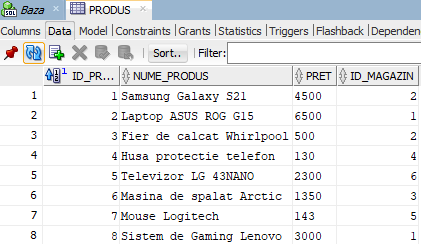 SQL Baza PRODUS
Columns Data Model Constraints Grants Statistics Triggers Flashback Dependen
Sort.. Filter:
ID_PR... NUME_PRODUS PRET ID_MAGAZIN
1 1 Samsung Galaxy S21 4500 2
2 2 Laptop ASUS ROG G15 6500 1
3 3 Fier de calcat Whirlpool 500 2
4 4 Husa protectie telefon 130 4
5 5 Televizor LG 43NANO 2300 6
6 6 Masina de spalat Arctic 1350 3
7 7 Mouse Logitech 143 5
8 8 Sistem de Gaming Lenovo 3000 1